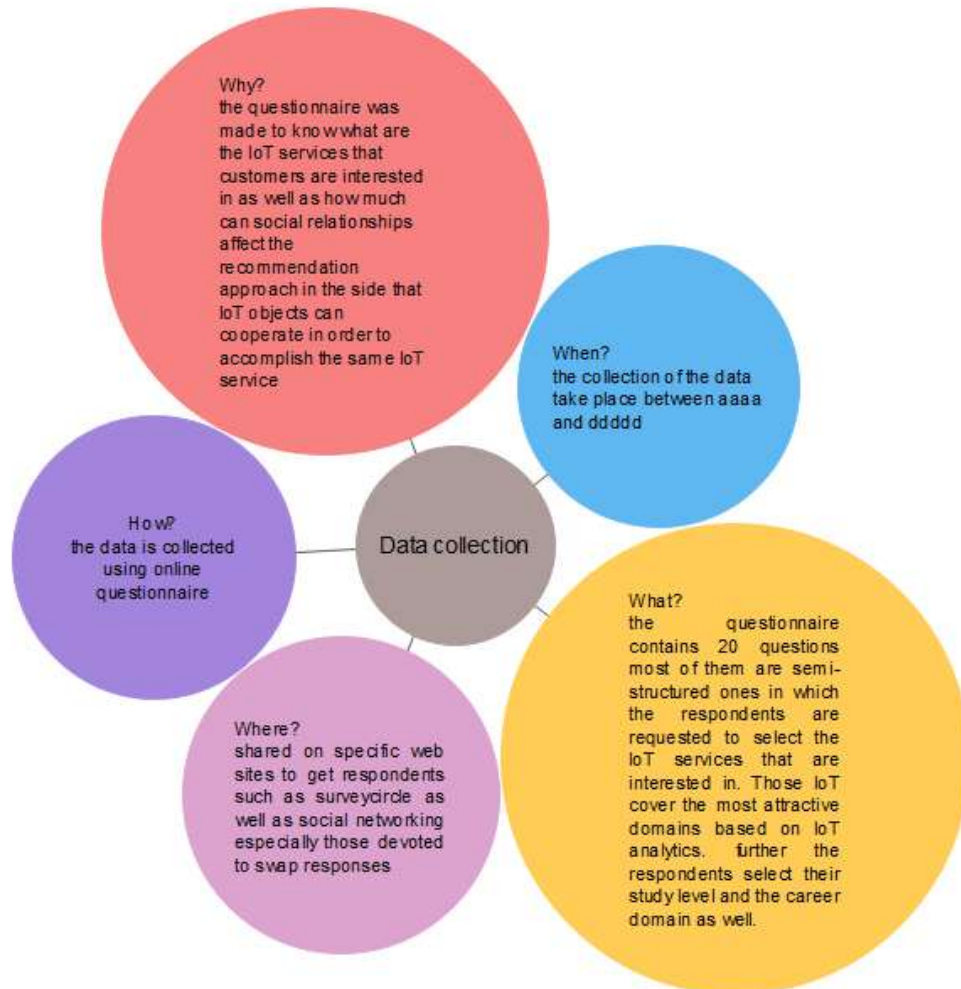 Why?
the questionnaire was
made to know what are
the IoT services that
customers are interested
in as well as how much
can social relationships
affect the
recommendation
approach in the side that
IoT objects can
cooperate in order to
accomplish the same IoT
service
When?
the collection of the data
take place between aaaa
and ddddd
How?
the data is collected
using online
questionnaire
Data collection
What?
the questionnaire
contains 20 questions
most of them are semi-
structured ones in which
the respondents are
requested to select the
IoT services that are
interested in. Those IoT
cover the most attractive
domains based on IoT
analytics. further the
respondents select their
study level and the career
domain as well.
Where?
shared on specific web
sites to get respondents
such as surveycircle as
well as social networking
especially those devoted
to swap responses